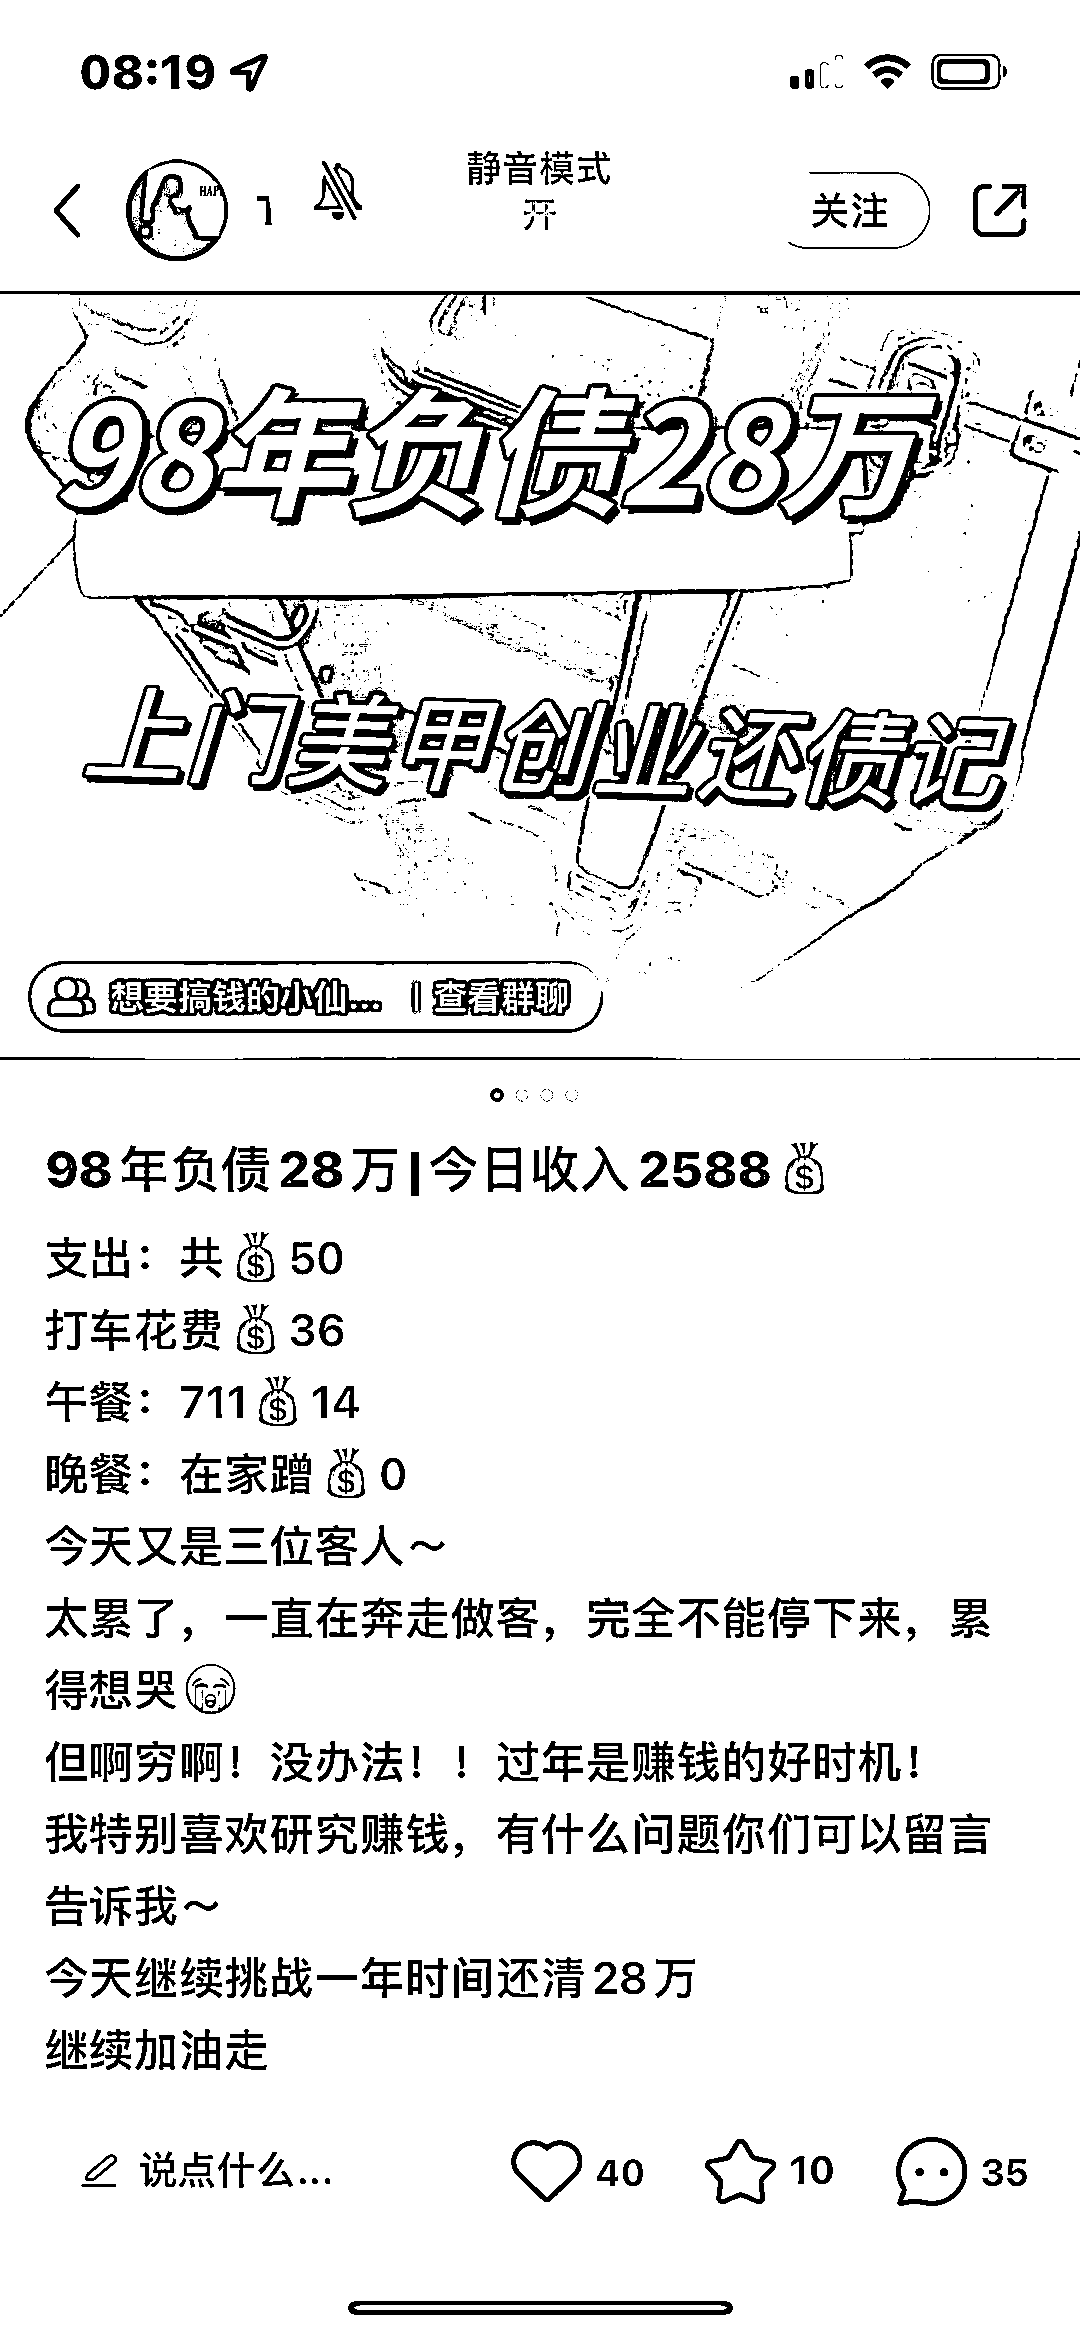 08:19
静音模式
开
关注
98年负债28万
上门美甲创业还债记
想要搞钱的小仙... | 查看群聊
98年负债28万|今日收入2588💰
支出：共💰50
打车花费💰36
午餐：711💰14
晚餐：在家蹭💰0
今天又是三位客人～
太累了，一直在奔走做客，完全不能停下来，累
得想哭😭
但啊穷啊！没办法！！过年是赚钱的好时机！
我特别喜欢研究赚钱，有什么问题你们可以留言
告诉我～
今天继续挑战一年时间还清28万
继续加油走
说点什么...
40
10
35